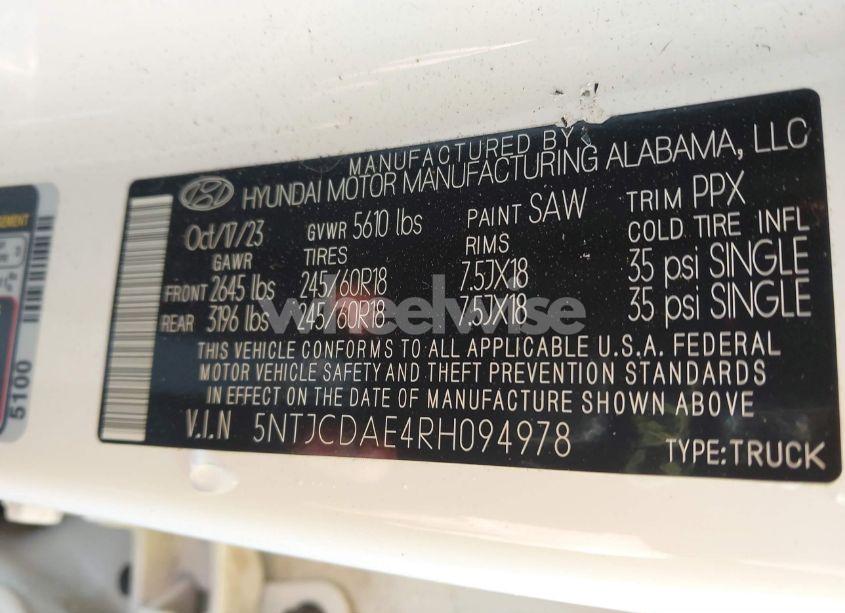 MANUFACTURED BY
HYUNDAI MOTOR MANUFACTURING ALABAMA, LLC
Oct/17/23 GVWR 5610 lbs PAINT SAW TRIM PPX
GAWR TIRES RIMS COLD TIRE INFL
FRONT 2645 lbs 245/60R18 7.5JX18 35 psi SINGLE
REAR 3196 lbs 245/60R18 7.5JX18 35 psi SINGLE
wheelwise
THIS VEHICLE CONFORMS TO ALL APPLICABLE U.S.A. FEDERAL
MOTOR VEHICLE SAFETY AND THEFT PREVENTION STANDARDS
IN EFFECT ON THE DATE OF MANUFACTURE SHOWN ABOVE
V.I.N 5NTJCDAE4RH094978 TYPE:TRUCK
5100